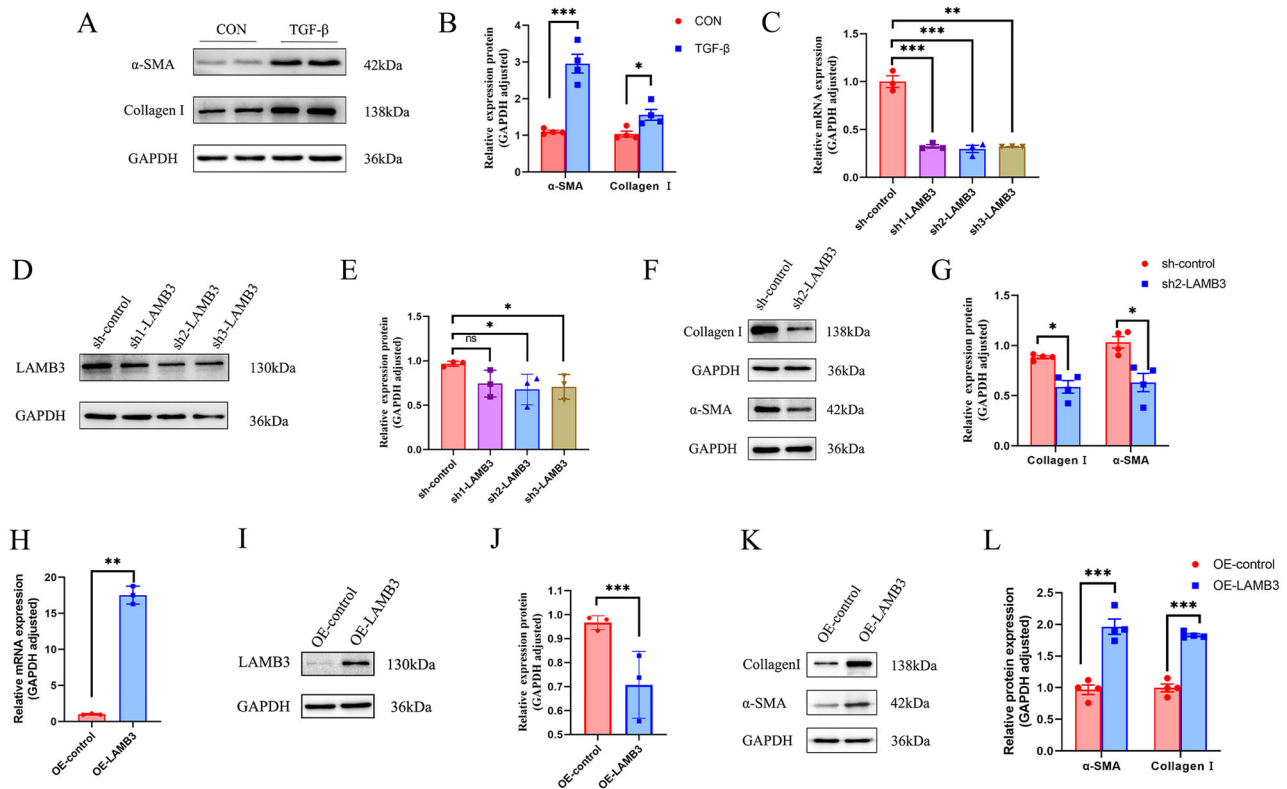 A
CON TGF-β
α-SMA 42kDa
Collagen I 138kDa
GAPDH 36kDa
B
CON
TGF-β
Relative expression protein
(GAPDH adjusted)
4
3
2
1
0
***
*
α-SMA Collagen Ⅰ
C
Relative mRNA expression
(GAPDH adjusted)
1.5
1.0
0.5
0.0
**
***
***
sh-control
sh1-LAMB3
sh2-LAMB3
sh3-LAMB3
D
sh-control
sh1-LAMB3
sh2-LAMB3
sh3-LAMB3
LAMB3 130kDa
GAPDH 36kDa
E
Relative expression protein
(GAPDH adjusted)
1.5
1.0
0.5
0.0
*
*
ns
sh-control
sh1-LAMB3
sh2-LAMB3
sh3-LAMB3
F
sh-control
sh2-LAMB3
Collagen I 138kDa
GAPDH 36kDa
α-SMA 42kDa
GAPDH 36kDa
G
sh-control
sh2-LAMB3
Relative expression protein
(GAPDH adjusted)
1.5
1.0
0.5
0.0
*
*
Collagen Ⅰ α-SMA
H
Relative mRNA expression
(GAPDH adjusted)
20
15
10
5
0
**
OE-control
OE-LAMB3
I
OE-control
OE-LAMB3
LAMB3 130kDa
GAPDH 36kDa
J
Relative expression protein
(GAPDH adjusted)
1.0
0.9
0.8
0.7
0.6
0.5
***
OE-control
OE-LAMB3
K
OE-control
OE-LAMB3
CollagenI 138kDa
α-SMA 42kDa
GAPDH 36kDa
L
OE-control
OE-LAMB3
Relative protein expression
(GAPDH adjusted)
2.5
2.0
1.5
1.0
0.5
0.0
***
***
α-SMA Collagen Ⅰ